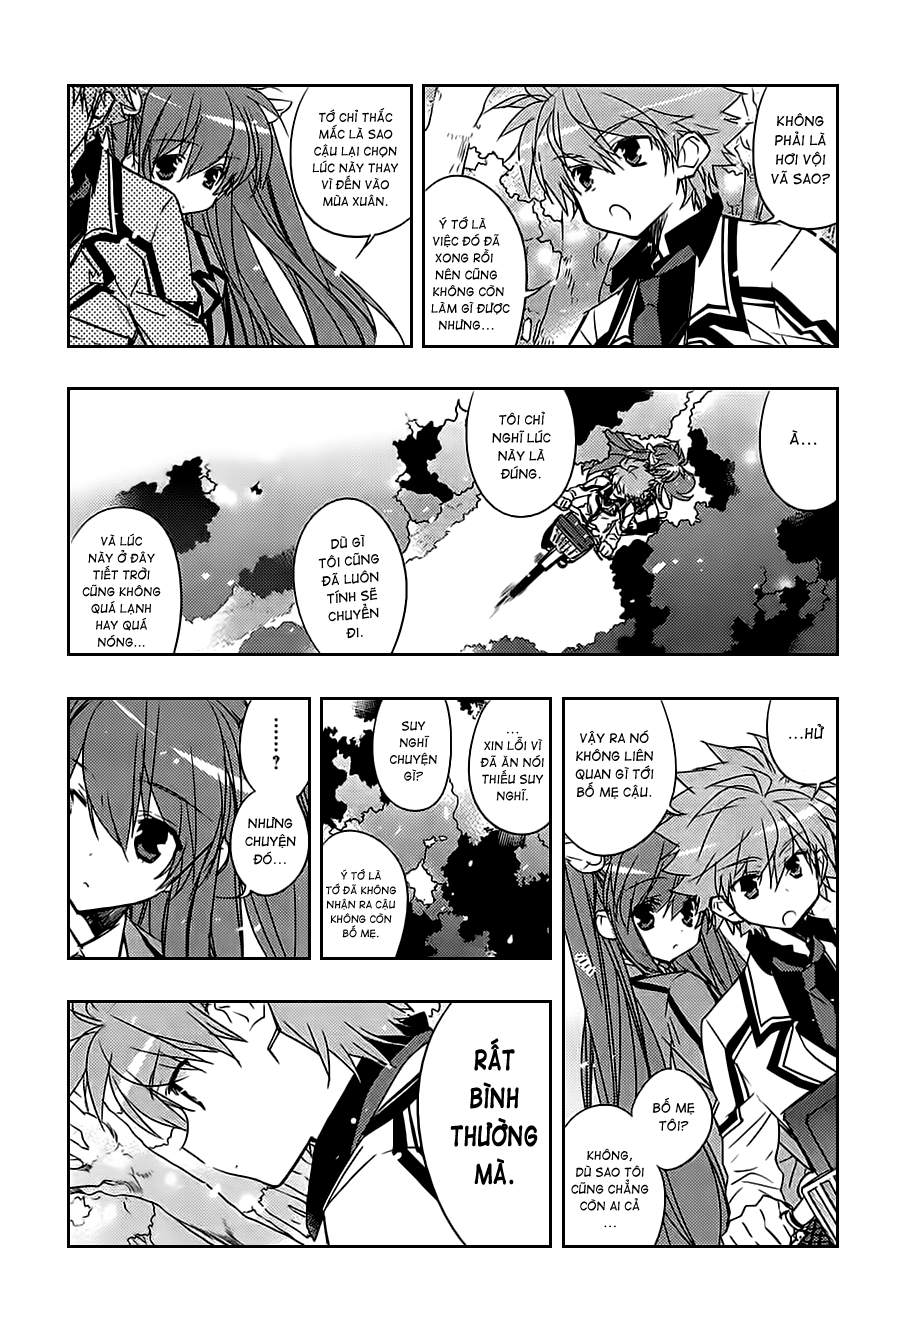 KHÔNG
PHẢI LÀ
HƠI VỘI
VÃ SAO?
Ý TỚ LÀ
VIỆC ĐÓ ĐÃ
XONG RỒI
NÊN CŨNG
KHÔNG CÒN
LÀM GÌ ĐƯỢC
NHƯNG...
TỚ CHỈ THẮC
MẮC LÀ SAO
CẬU LẠI CHỌN
LÚC NÀY THAY
VÌ ĐẾN VÀO
MÙA XUÂN.
À...
TÔI CHỈ
NGHĨ LÚC
NÀY LÀ
ĐÚNG.
DÙ GÌ
TÔI CŨNG
ĐÃ LUÔN
TÍNH SẼ
CHUYỂN
ĐI.
VÀ LÚC
NÀY Ở ĐÂY
TIẾT TRỜI
CŨNG KHÔNG
QUÁ LẠNH
HAY QUÁ
NÓNG...
...HỬ
VẬY RA NÓ
KHÔNG LIÊN
QUAN GÌ TỚI
BỐ MẸ CẬU.
BỐ MẸ
TÔI?
KHÔNG,
DÙ SAO TÔI
CŨNG CHẲNG
CÒN AI CẢ
...
...
XIN LỖI VÌ
ĐÃ ĂN NÓI
THIẾU SUY
NGHĨ.
SUY
NGHĨ
CHUYỆN
GÌ?
Ý TỚ LÀ
TỚ ĐÃ KHÔNG
NHẬN RA CẬU
KHÔNG CÒN
BỐ MẸ.
......?
NHƯNG
CHUYỆN
ĐÓ...
RẤT
BÌNH
THƯỜNG
MÀ.